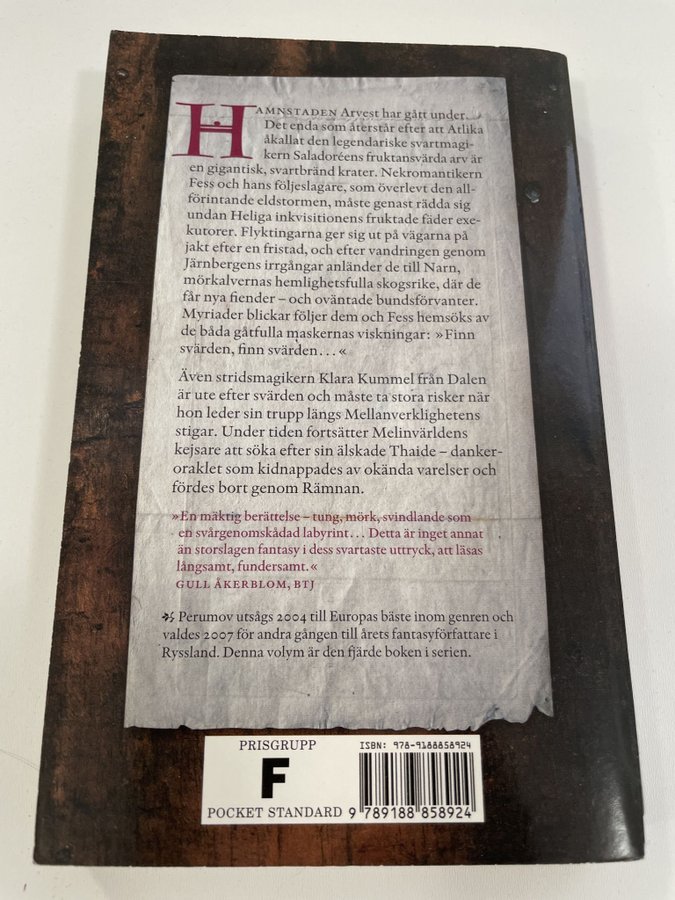 HAMNSTADEN Arvest har gått under.
Det enda som återstår efter att Atlika
åkallat den legendariske svartmagi-
kern Saladoréens fruktansvärda arv är
en gigantisk, svartbränd krater. Nekromantikern
Fess och hans följeslagare, som överlevt den all-
förintande eldstormen, måste genast rädda sig
undan Heliga inkvisitionens fruktade fäder exe-
kutorer. Flyktingarna ger sig ut på vägarna på
jakt efter en fristad, och efter vandringen genom
Järnbergens irrgångar anländer de till Narn,
mörkalvernas hemlighetsfulla skogsrike, där de
får nya fiender – och oväntade bundsförvanter.
Myriader blickar följer dem och Fess hemsöks av
de båda gåtfulla maskernas viskningar: »Finn
svärden, finn svärden…«
Även stridsmagikern Klara Kummel från Dalen
är ute efter svärden och måste ta stora risker när
hon leder sin trupp längs Mellanverklighetens
stigar. Under tiden fortsätter Melinvärldens
kejsare att söka efter sin älskade Thaide – danker-
oraklet som kidnappades av okända varelser och
fördes bort genom Rämnan.
»En mäktig berättelse – tung, mörk, svindlande som
en svårgenomskådad labyrint… Detta är inget annat
än storslagen fantasy i dess svartaste uttryck, att läsas
långsamt, fundersamt.«
GULL ÅKERBLOM, BTJ
Perumov utsågs 2004 till Europas bäste inom genren och
valdes 2007 för andra gången till årets fantasyförfattare i
Ryssland. Denna volym är den fjärde boken i serien.
PRISGRUPP
F
POCKET STANDARD
ISBN: 978-9188858924
9 789188 858924